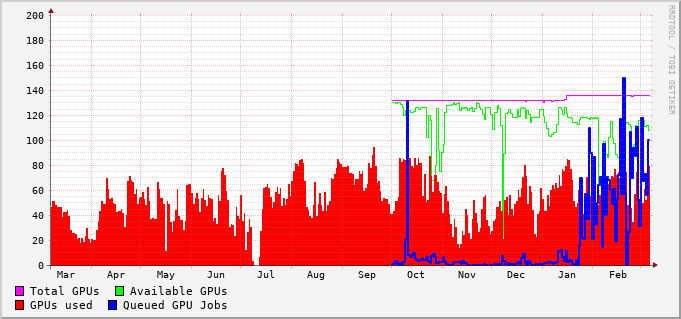 200
180
160
140
120
100
80
60
40
20
0
Mar Apr May Jun Jul Aug Sep Oct Nov Dec Jan Feb
Total GPUs Available GPUs
GPUs used Queued GPU Jobs
RRDTOOL / TOBI OETIKER